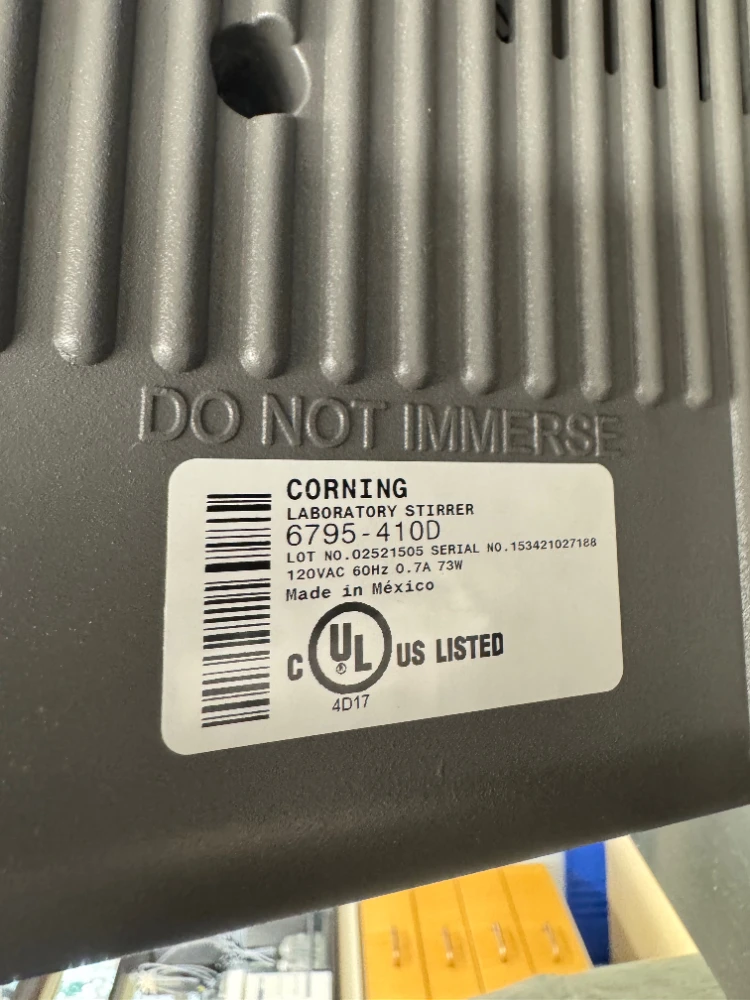 DO NOT IMMERSE
CORNING
LABORATORY STIRRER
6795-410D
LOT NO.02521505 SERIAL NO.153421027188
120VAC 60Hz 0.7A 73W
Made in México
C UL ® US LISTED
4D17